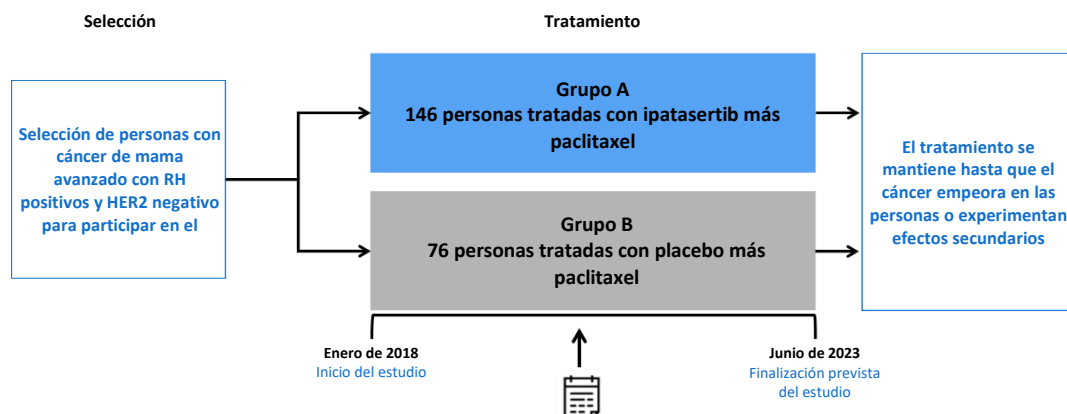 Selección
Tratamiento
Selección de personas con
cáncer de mama
avanzado con RH
positivos y HER2 negativo
para participar en el
Grupo A
146 personas tratadas con ipatasertib más
paclitaxel
Grupo B
76 personas tratadas con placebo más
paclitaxel
El tratamiento se
mantiene hasta que el
cáncer empeora en las
personas o experimentan
efectos secundarios
Enero de 2018
Inicio del estudio
Junio de 2023
Finalización prevista
del estudio